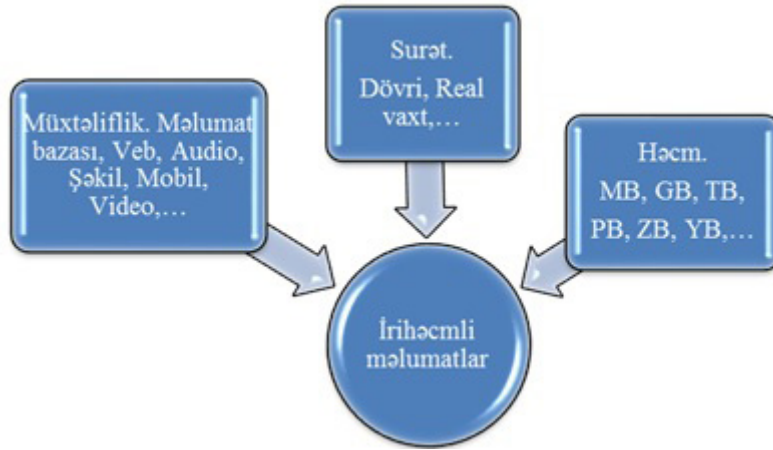 Müxtəliflik. Məlumat
bazası, Veb, Audio,
Şəkil, Mobil,
Video,…
Surət.
Dövri, Real
vaxt,…
Həcm.
MB, GB, TB,
PB, ZB, YB,…
İrihəcmli
məlumatlar